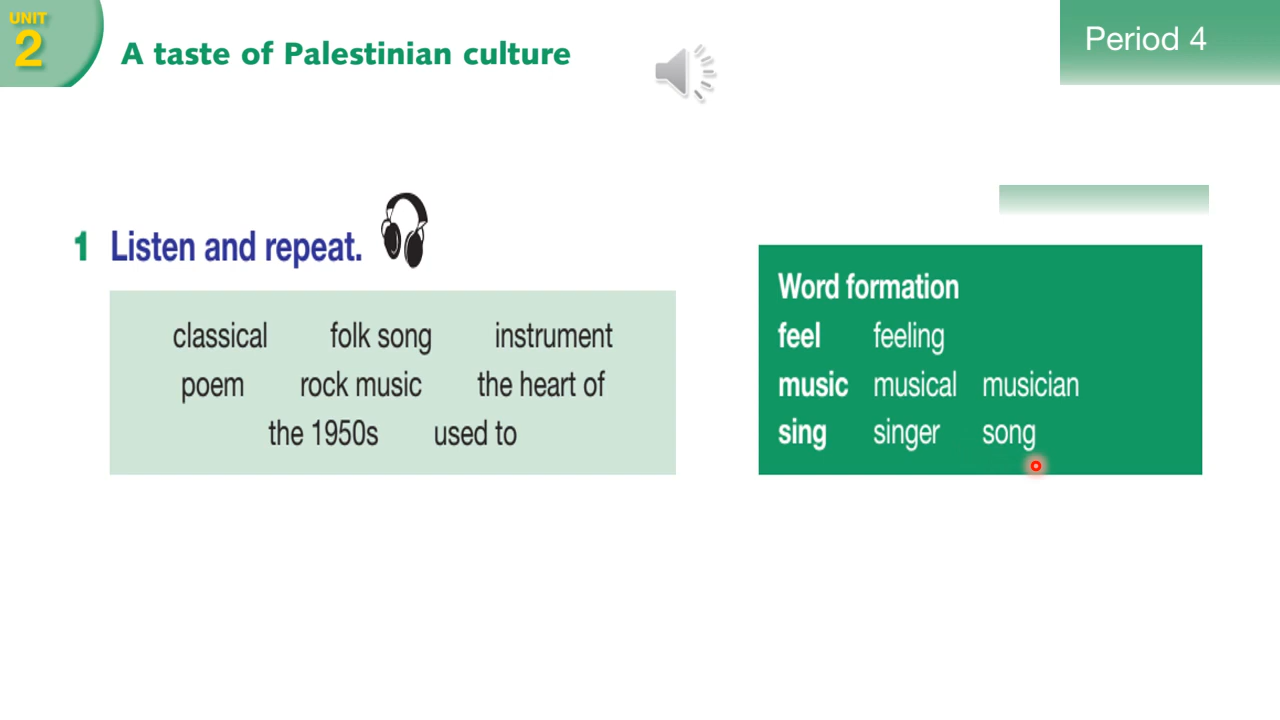 UNIT
2
A taste of Palestinian culture
Period 4
1 Listen and repeat.
classical folk song instrument
poem rock music the heart of
the 1950s used to
Word formation
feel feeling
music musical musician
sing singer song